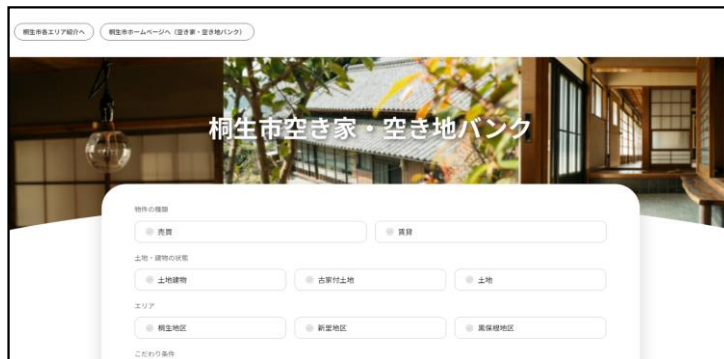 桐生市各エリア紹介へ
桐生市ホームページへ（空き家・空き地バンク）
桐生市空き家・空き地バンク
物件の種類
売買
賃貸
土地・建物の状態
土地建物
古家付土地
土地
エリア
桐生地区
新里地区
黒保根地区
こだわり条件